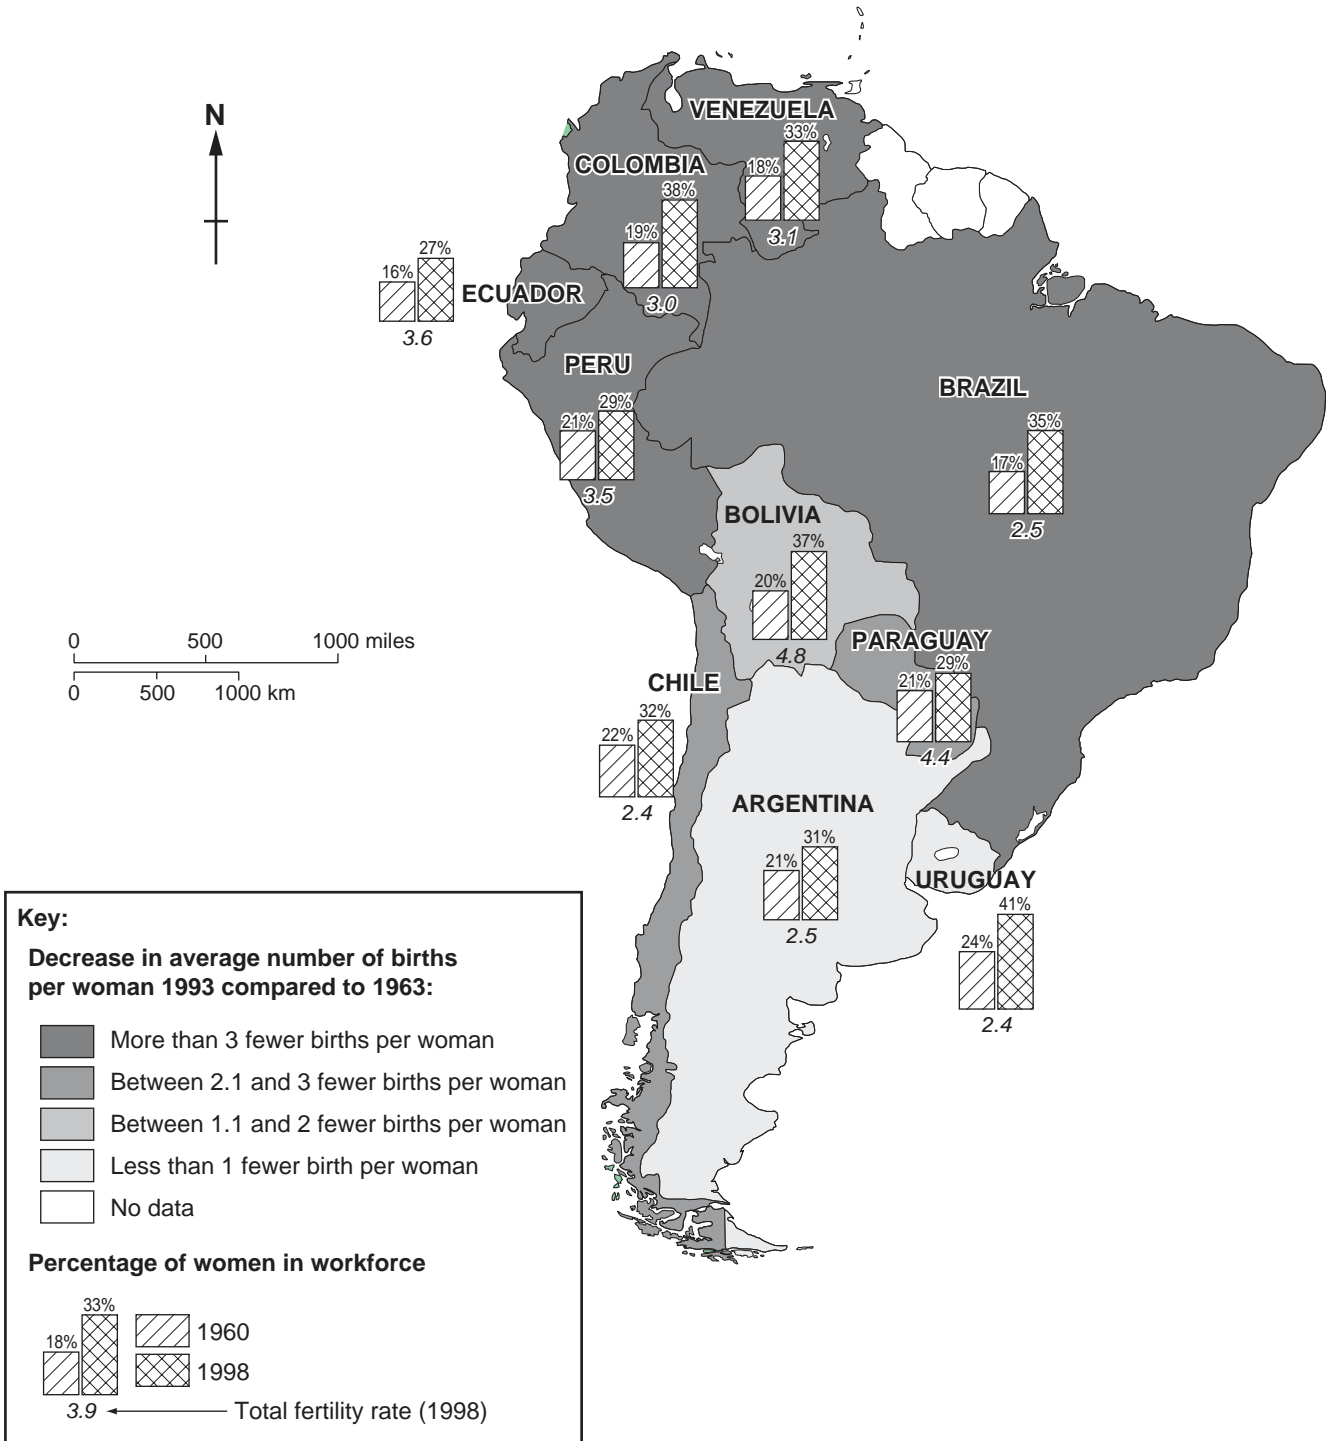 N
VENEZUELA
18%
33%
3.1
COLOMBIA
19%
38%
3.0
16%
27%
3.6
ECUADOR
PERU
21%
29%
3.5
BRAZIL
17%
35%
2.5
BOLIVIA
20%
37%
4.8
PARAGUAY
21%
29%
4.4
0 500 1000 miles
0 500 1000 km
CHILE
22%
32%
2.4
ARGENTINA
21%
31%
2.5
URUGUAY
24%
41%
2.4
Key:
Decrease in average number of births
per woman 1993 compared to 1963:
More than 3 fewer births per woman
Between 2.1 and 3 fewer births per woman
Between 1.1 and 2 fewer births per woman
Less than 1 fewer birth per woman
No data
Percentage of women in workforce
18%
33%
1960
1998
3.9
Total fertility rate (1998)